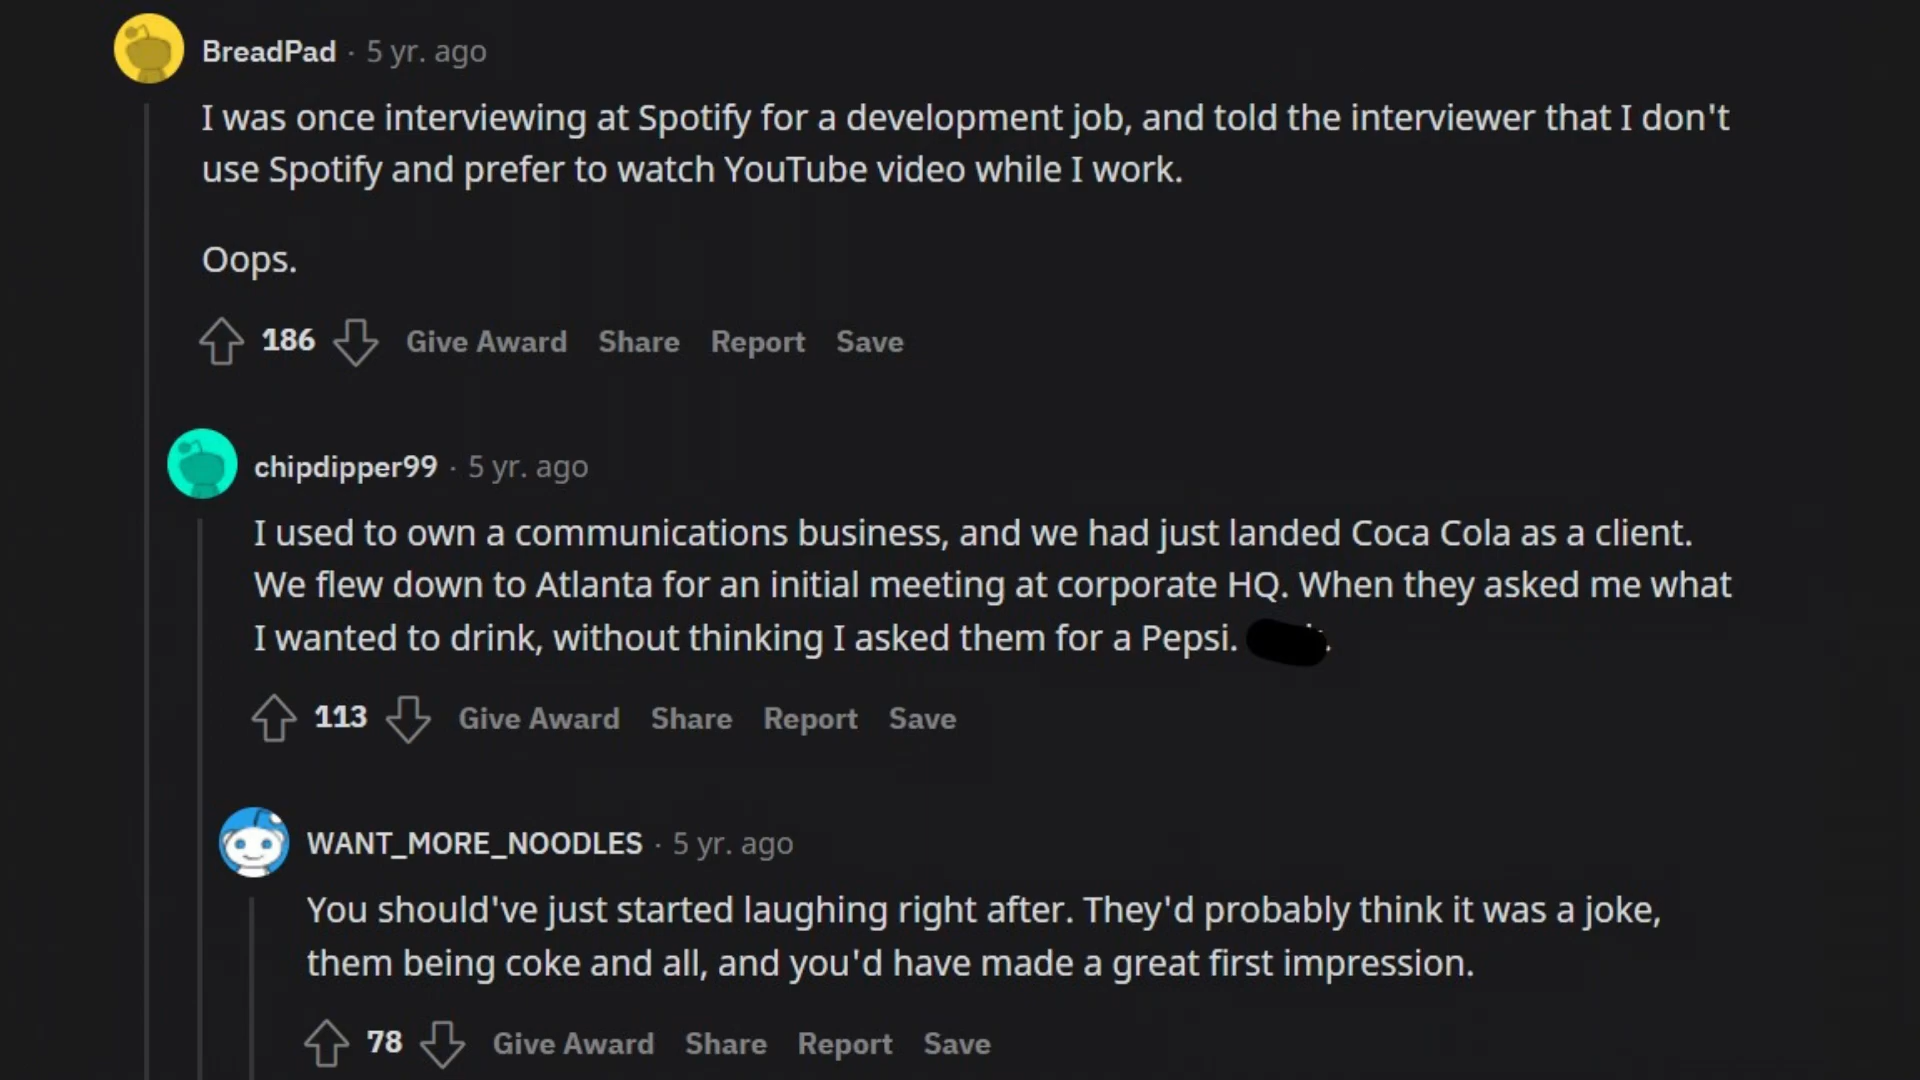 BreadPad · 5 yr. ago
I was once interviewing at Spotify for a development job, and told the interviewer that I don't
use Spotify and prefer to watch YouTube video while I work.
Oops.
186 Give Award Share Report Save
chipdipper99 · 5 yr. ago
I used to own a communications business, and we had just landed Coca Cola as a client.
We flew down to Atlanta for an initial meeting at corporate HQ. When they asked me what
I wanted to drink, without thinking I asked them for a Pepsi.
113 Give Award Share Report Save
WANT_MORE_NOODLES · 5 yr. ago
You should've just started laughing right after. They'd probably think it was a joke,
them being coke and all, and you'd have made a great first impression.
78 Give Award Share Report Save